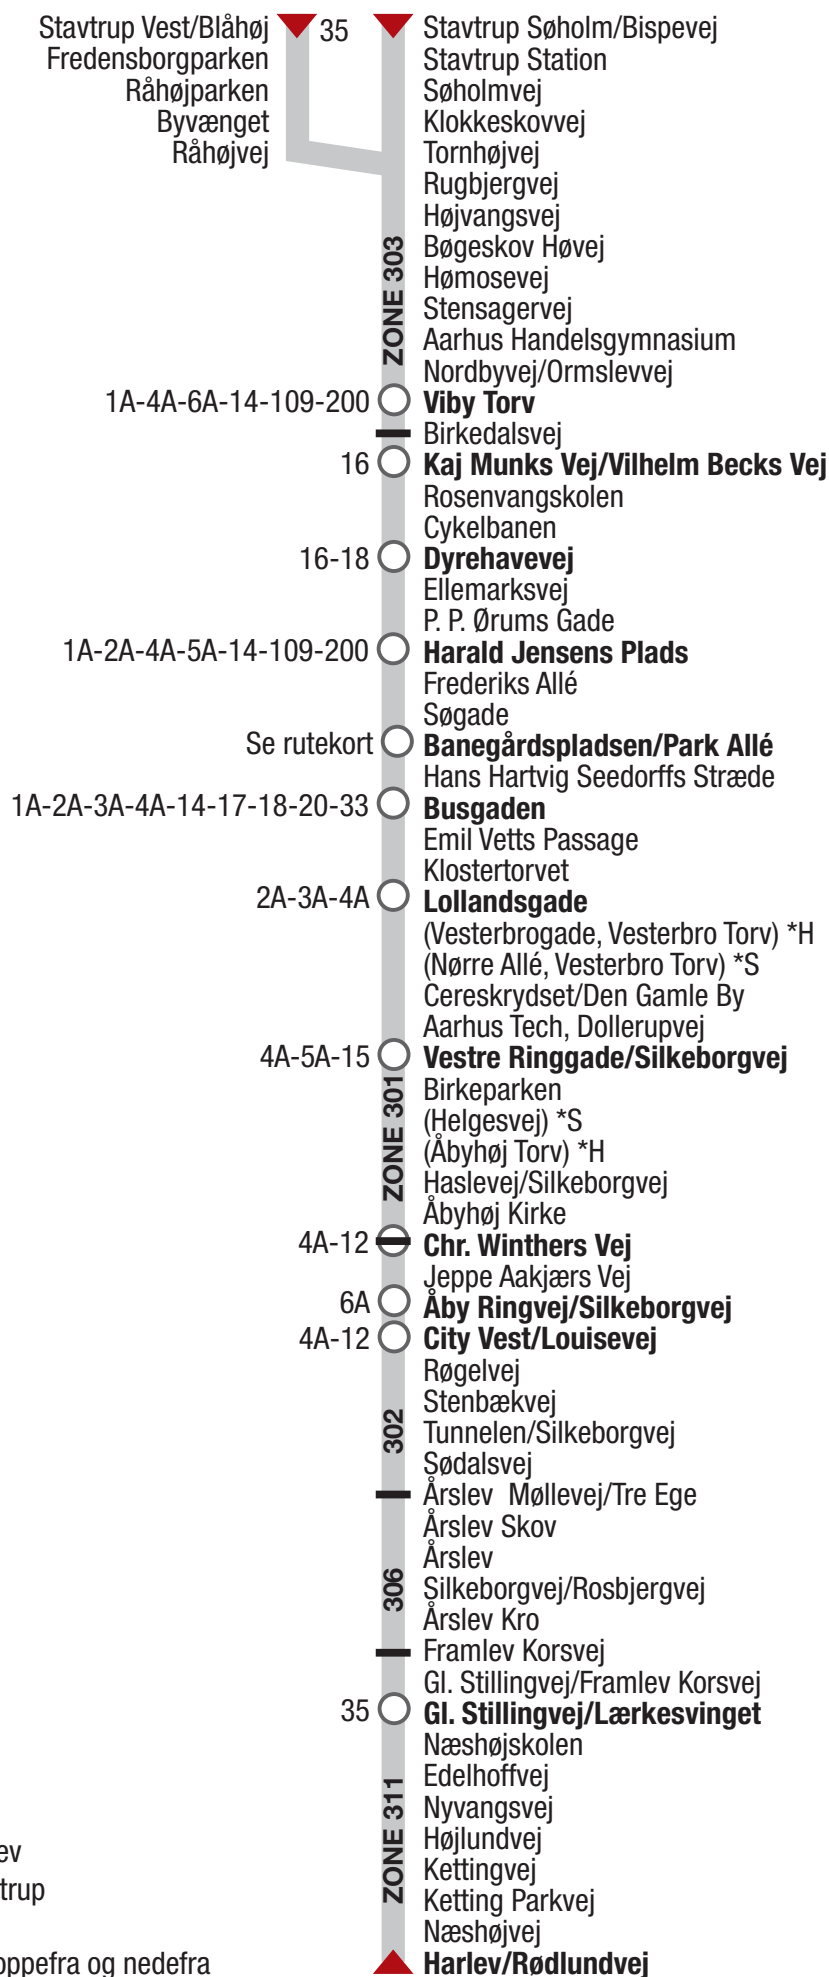 Stavtrup Vest/Blåhøj 35 Stavtrup Søholm/Bispevej
Fredensborgparken Stavtrup Station
Råhøjparken Søholmvej
Byvænget Klokkeskovvej
Råhøjvej Tornhøjvej
Rugbjergvej
Højvangsvej
Bøgeskov Høvej
Hømosevej
Stensagervej
Aarhus Handelsgymnasium
Nordbyvej/Ormslevvej
ZONE 303
1A-4A-6A-14-109-200 Viby Torv
Birkedalsvej
16 Kaj Munks Vej/Vilhelm Becks Vej
Rosenvangskolen
Cykelbanen
16-18 Dyrehavevej
Ellemarksvej
P. P. Ørums Gade
1A-2A-4A-5A-14-109-200 Harald Jensens Plads
Frederiks Allé
Søgade
Se rutekort Banegårdspladsen/Park Allé
Hans Hartvig Seedorffs Stræde
1A-2A-3A-4A-14-17-18-20-33 Busgaden
Emil Vetts Passage
Klostertorvet
2A-3A-4A Lollandsgade
(Vesterbrogade, Vesterbro Torv) *H
(Nørre Allé, Vesterbro Torv) *S
Cereskrydset/Den Gamle By
Aarhus Tech, Dollerupvej
4A-5A-15 Vestre Ringgade/Silkeborgvej
Birkeparken
(Helgesvej) *S
(Åbyhøj Torv) *H
Haslevej/Silkeborgvej
Åbyhøj Kirke
ZONE 301
4A-12 Chr. Winthers Vej
Jeppe Aakjærs Vej
6A Åby Ringvej/Silkeborgvej
4A-12 City Vest/Louisevej
Røgelvej
Stenbækvej
Tunnelen/Silkeborgvej
Sødalsvej
302
Årslev Møllevej/Tre Ege
Årslev Skov
Årslev
Silkeborgvej/Rosbjergvej
Årslev Kro
306
Framlev Korsvej
Gl. Stillingvej/Framlev Korsvej
35 Gl. Stillingvej/Lærkesvinget
Næshøjskolen
Edelhoffvej
Nyvangsvej
Højlundvej
Kettingvej
Ketting Parkvej
Næshøjvej
ZONE 311
Harlev/Rødlundvej
ev
trup
oppefra og nedefra